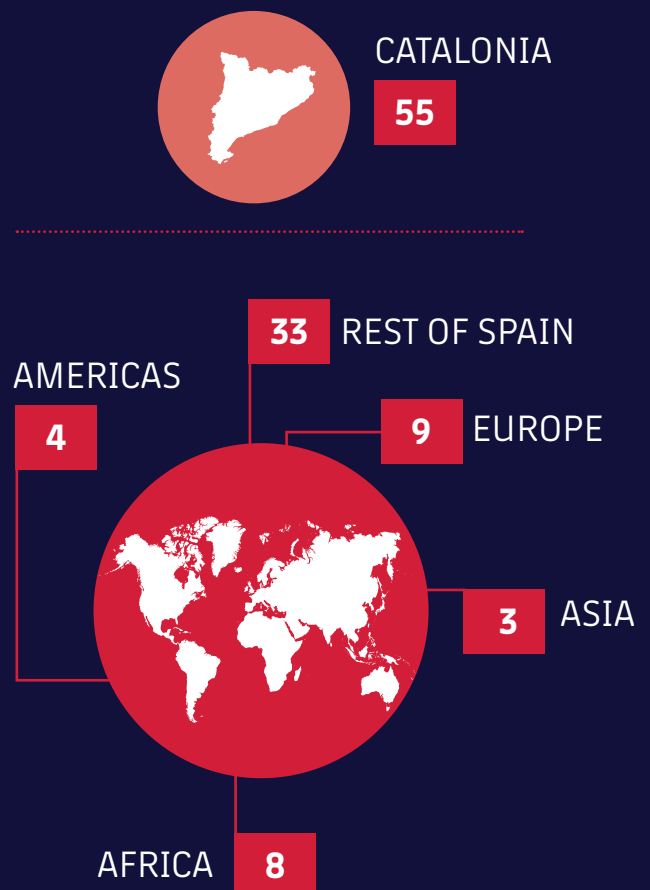 CATALONIA
55
33 REST OF SPAIN
AMERICAS
4
9 EUROPE
3 ASIA
AFRICA 8